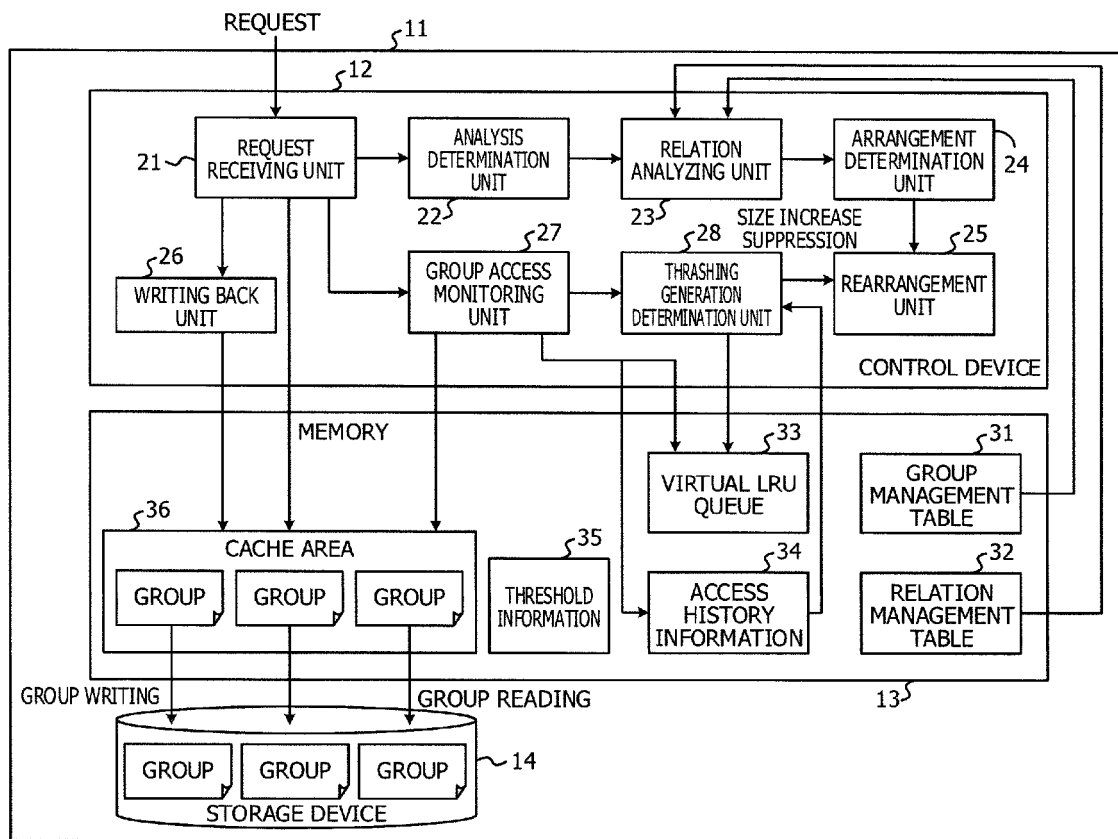 REQUEST
11
12
21
REQUEST
RECEIVING UNIT
ANALYSIS
DETERMINATION
UNIT
22
RELATION
ANALYZING UNIT
23
ARRANGEMENT
DETERMINATION
UNIT
24
SIZE INCREASE
SUPPRESSION
26
WRITING BACK
UNIT
27
GROUP ACCESS
MONITORING
UNIT
28
THRASHING
GENERATION
DETERMINATION UNIT
25
REARRANGEMENT
UNIT
CONTROL DEVICE
MEMORY
33
VIRTUAL LRU
QUEUE
31
GROUP
MANAGEMENT
TABLE
36
CACHE AREA
GROUP
GROUP
GROUP
35
THRESHOLD
INFORMATION
34
ACCESS
HISTORY
INFORMATION
32
RELATION
MANAGEMENT
TABLE
13
GROUP WRITING
GROUP READING
GROUP
GROUP
GROUP
14
STORAGE DEVICE